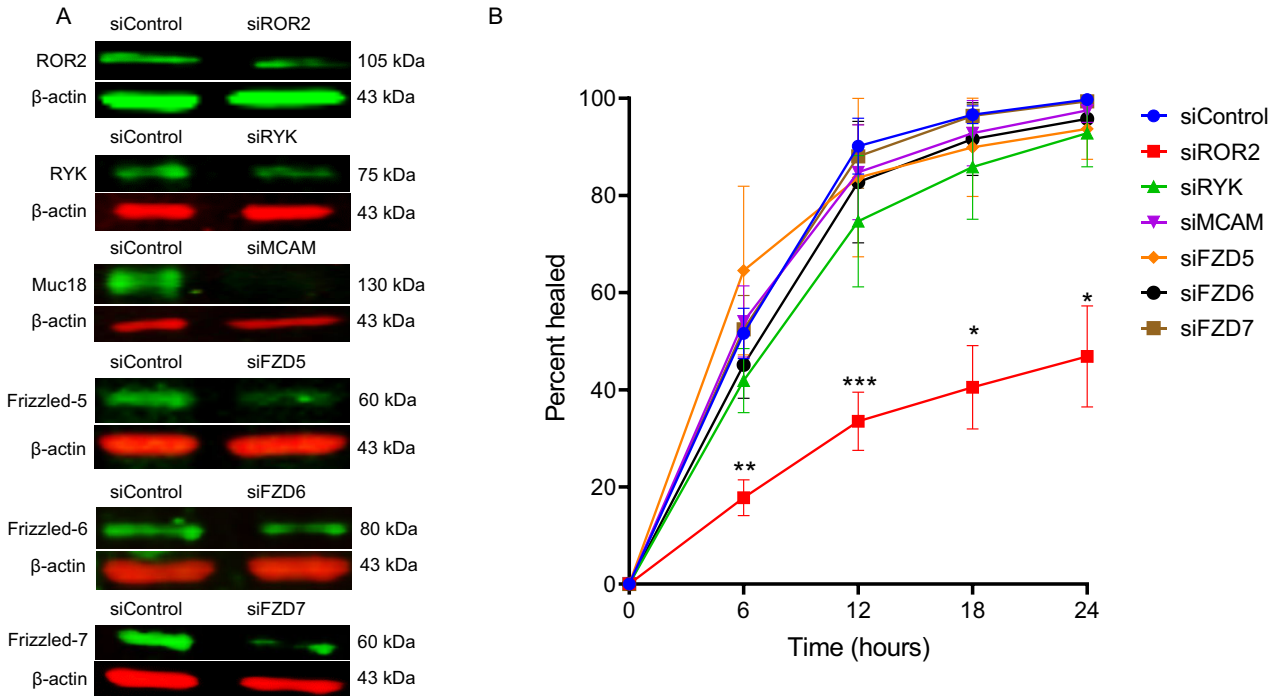 A
siControl siROR2
ROR2 105 kDa
β-actin 43 kDa
siControl siRYK
RYK 75 kDa
β-actin 43 kDa
siControl siMCAM
Muc18 130 kDa
β-actin 43 kDa
siControl siFZD5
Frizzled-5 60 kDa
β-actin 43 kDa
siControl siFZD6
Frizzled-6 80 kDa
β-actin 43 kDa
siControl siFZD7
Frizzled-7 60 kDa
β-actin 43 kDa
B
Percent healed
100
80
60
40
20
0
** *** * *
0 6 12 18 24
Time (hours)
siControl
siROR2
siRYK
siMCAM
siFZD5
siFZD6
siFZD7